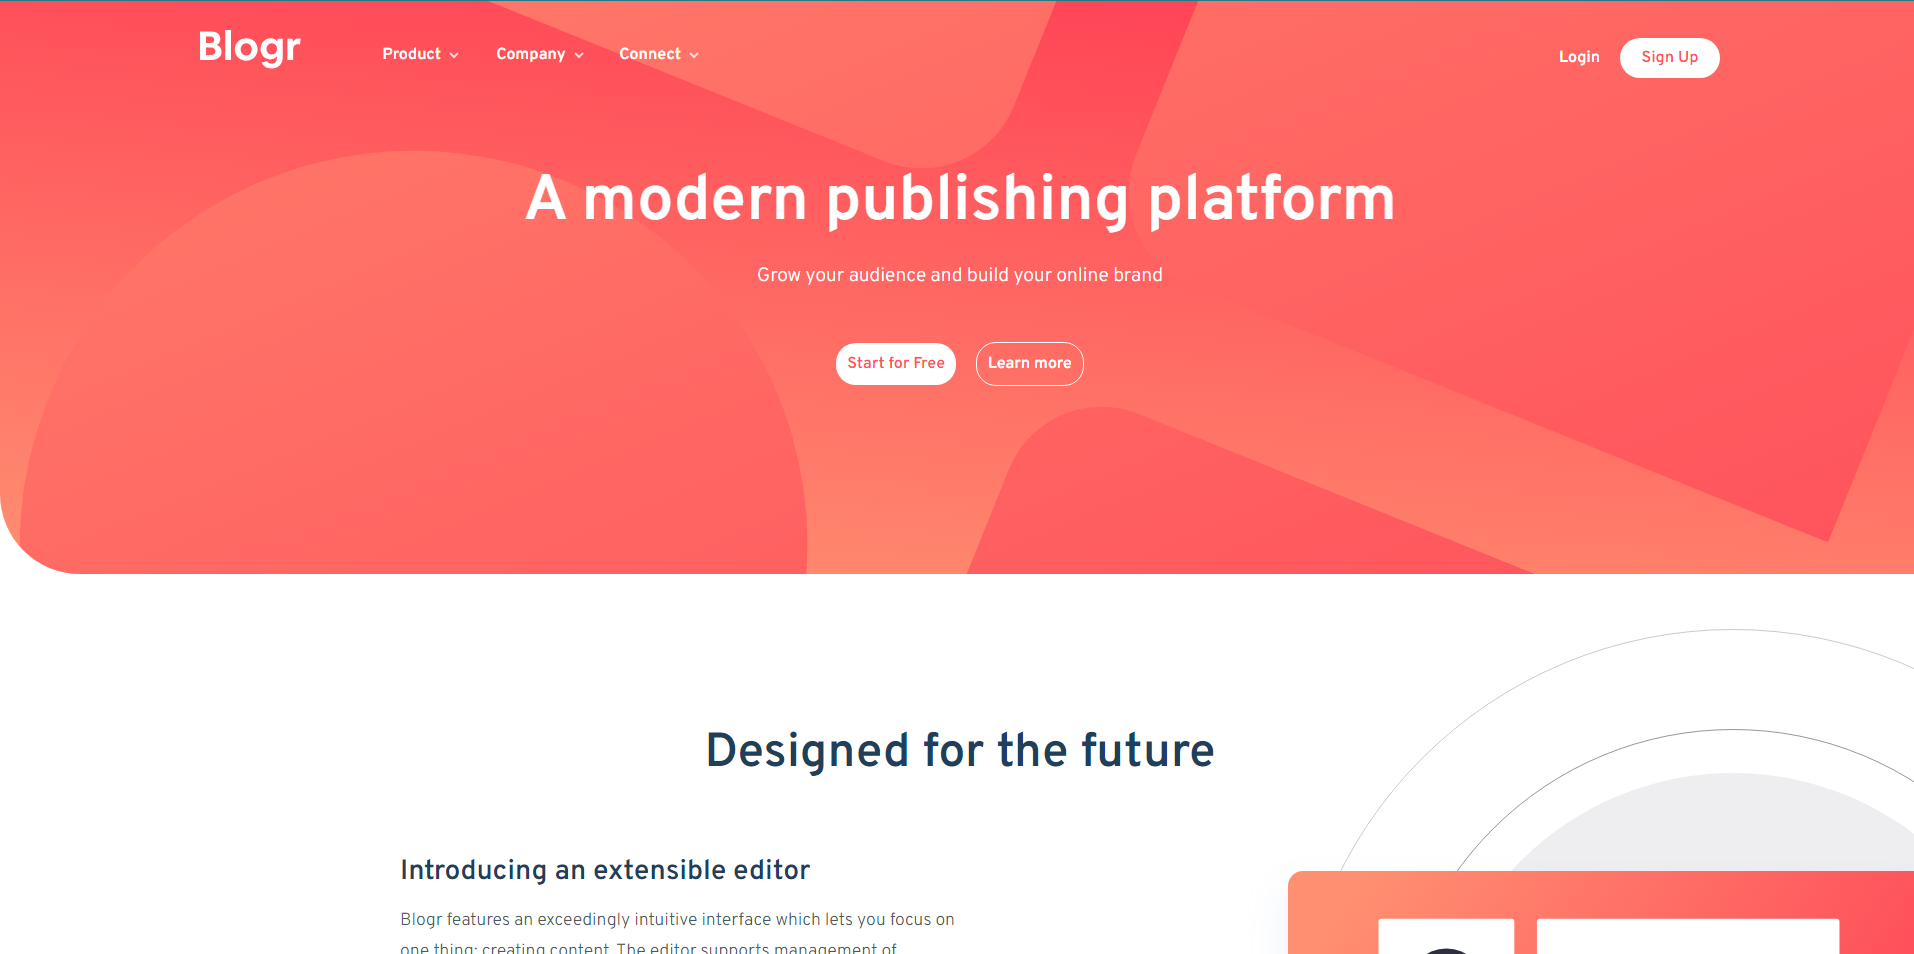 Blogr Product Company Connect Login Sign Up
A modern publishing platform
Grow your audience and build your online brand
Start for Free Learn more
Designed for the future
Introducing an extensible editor
Blogr features an exceedingly intuitive interface which lets you focus on
one thing: creating content. The editor supports management of